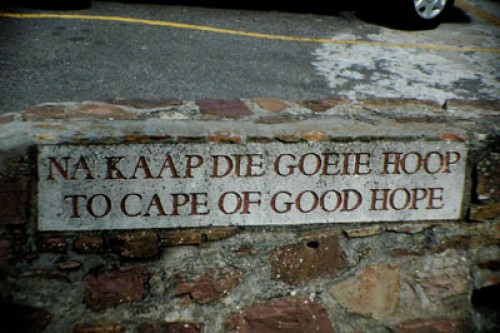 NA KAAP DIE GOEIE HOOP
TO CAPE OF GOOD HOPE